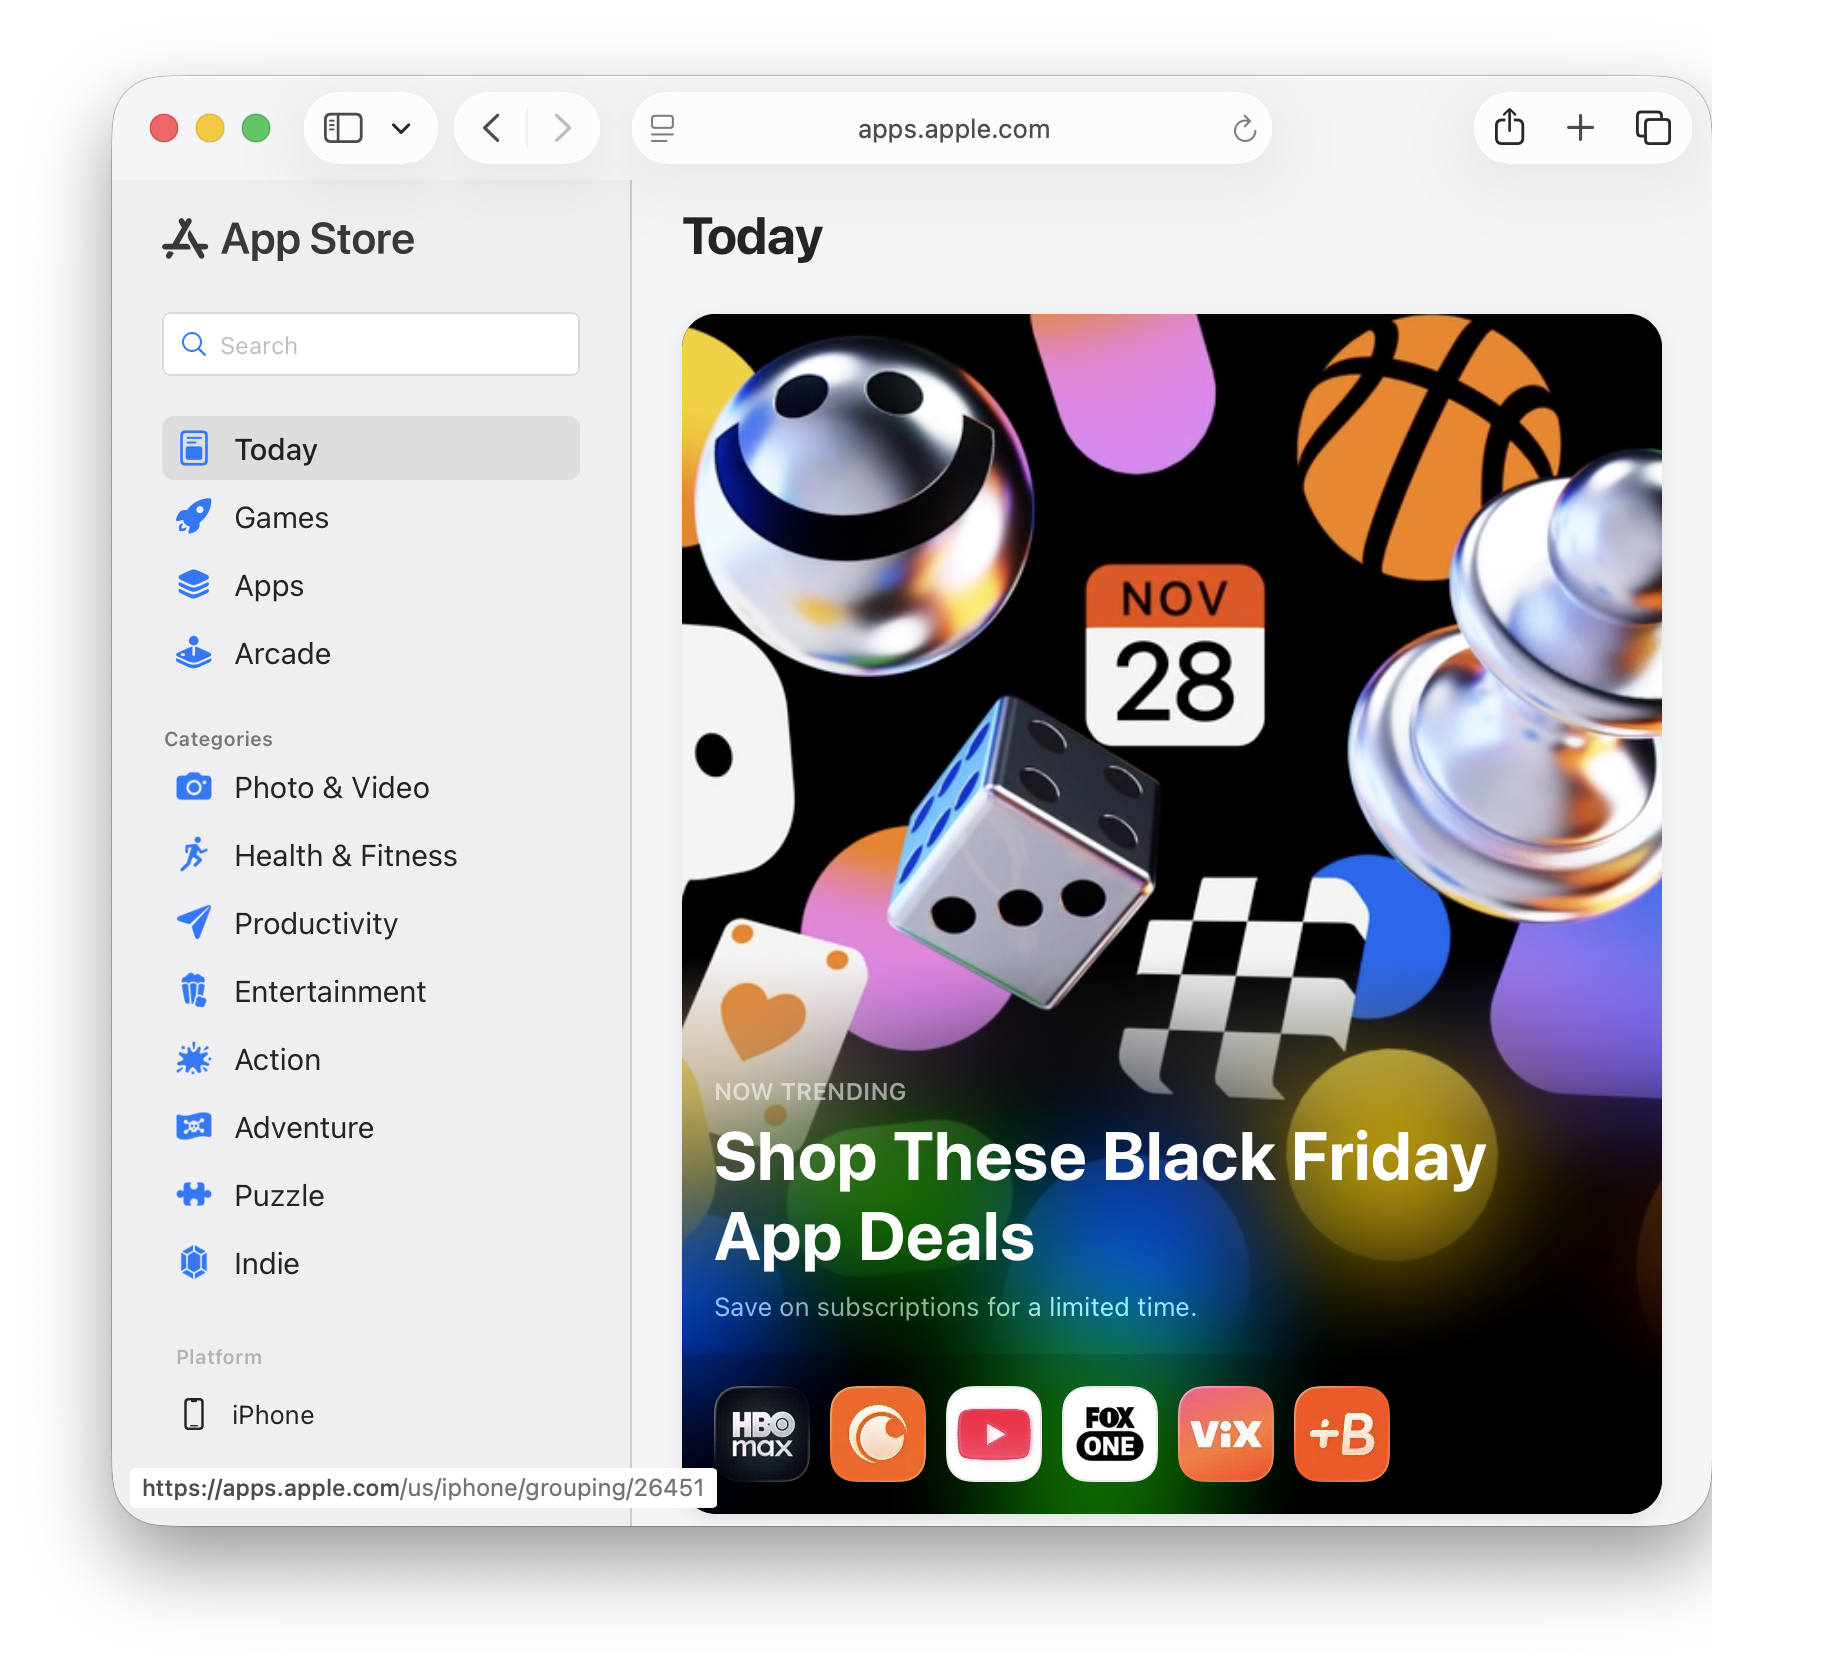 apps.apple.com
App Store
Search
Today
Games
Apps
Arcade
Categories
Photo & Video
Health & Fitness
Productivity
Entertainment
Action
Adventure
Puzzle
Indie
Platform
iPhone
https://apps.apple.com/us/iphone/grouping/26451
Today
NOV
28
NOW TRENDING
Shop These Black Friday
App Deals
Save on subscriptions for a limited time.
HBO
max
FOX
ONE
ViX
+B